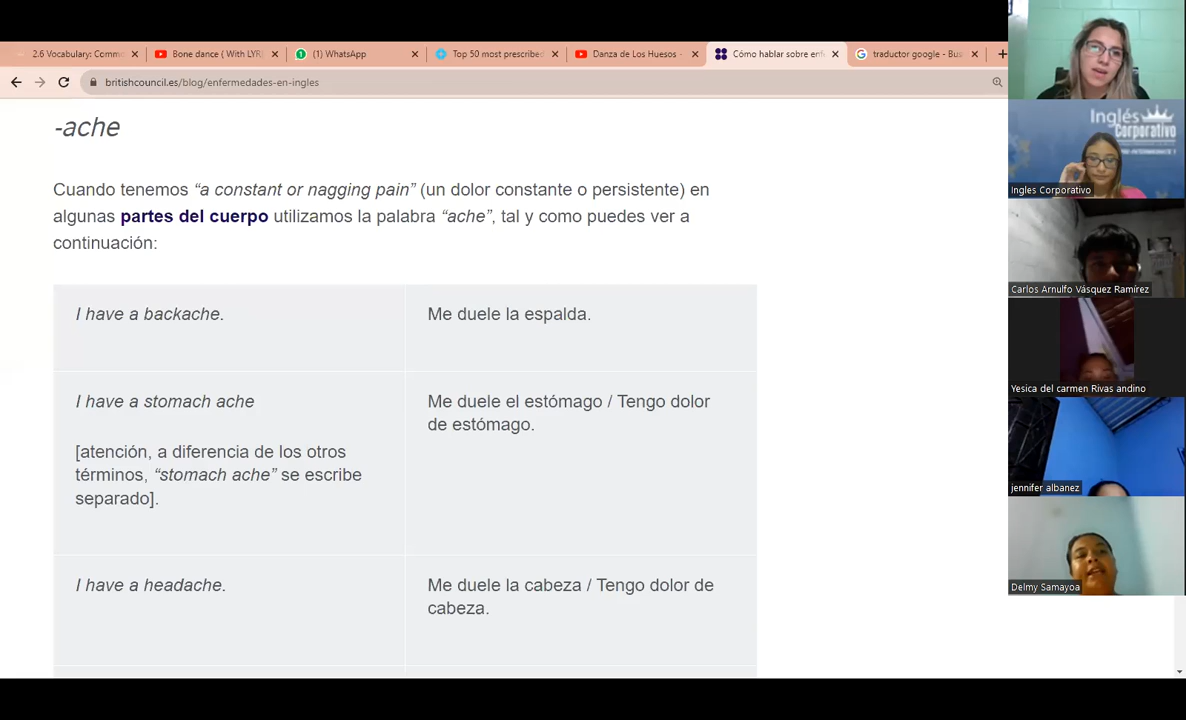 2.6 Vocabulary: Comm
Bone dance ( With LYRI
(1) WhatsApp
Top 50 most prescribed
Danza de Los Huesos -
Cómo hablar sobre enf
traductor google - Bus
britishcouncil.es/blog/enfermedades-en-ingles
-ache
Cuando tenemos “a constant or nagging pain” (un dolor constante o persistente) en
algunas partes del cuerpo utilizamos la palabra “ache”, tal y como puedes ver a
continuación:
I have a backache.
Me duele la espalda.
I have a stomach ache
Me duele el estómago / Tengo dolor
de estómago.
[atención, a diferencia de los otros
términos, “stomach ache” se escribe
separado].
I have a headache.
Me duele la cabeza / Tengo dolor de
cabeza.
Inglés
Corporativo
Ingles Corporativo
Carlos Arnulfo Vásquez Ramírez
Yesica del carmen Rivas andino
jennifer albanez
Delmy Samayoa